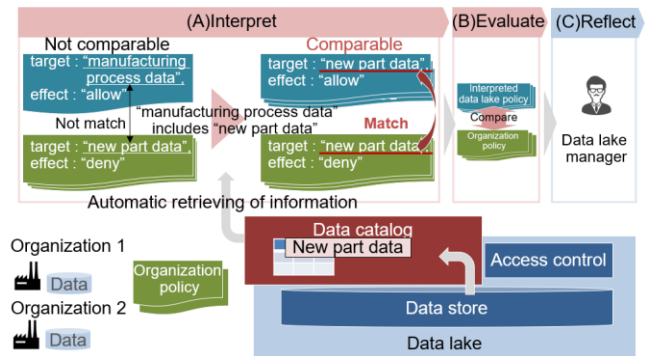 (A)Interpret
(B)Evaluate
(C)Reflect
Not comparable
target : “manufacturing
process data”,
effect : “allow”
Not match
“manufacturing process data”
includes “new part data”
target : “new part data”,
effect : “deny”
Comparable
target : “new part data”,
effect : “allow”
Match
target : “new part data”,
effect : “deny”
Interpreted
data lake policy
Compare
Organization
policy
Data lake
manager
Automatic retrieving of information
Organization 1
Data
Organization 2
Data
Organization
policy
Data catalog
New part data
Access control
Data store
Data lake